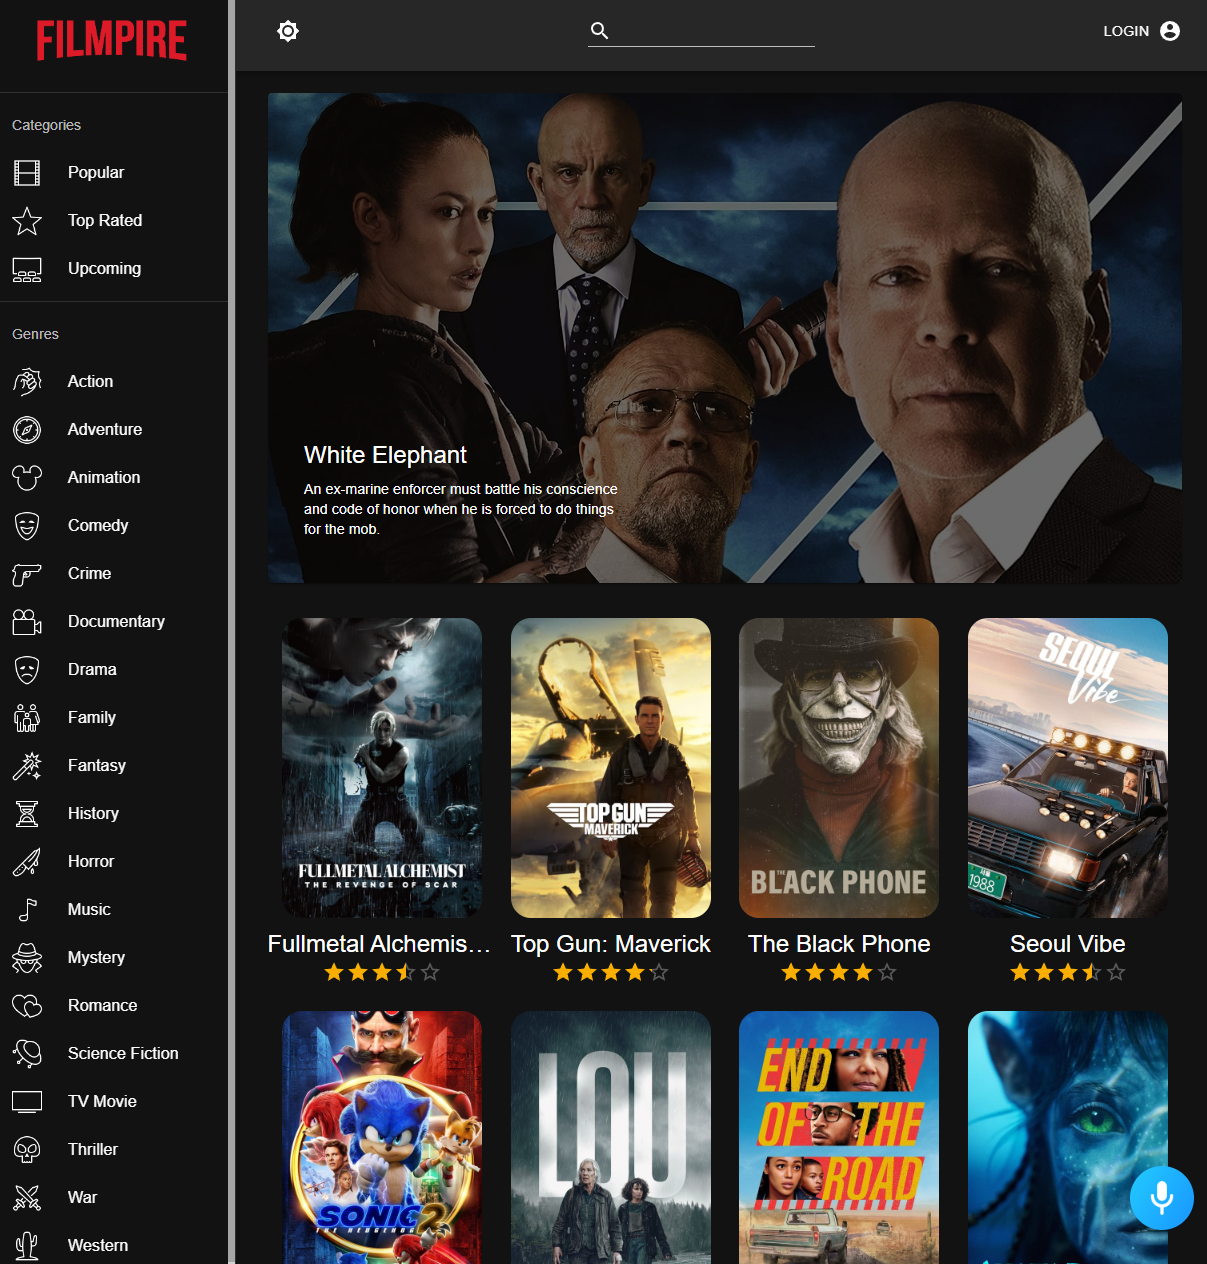 FILMPIRE
LOGIN
Categories
Popular
Top Rated
Upcoming
Genres
Action
Adventure
Animation
Comedy
Crime
Documentary
Drama
Family
Fantasy
History
Horror
Music
Mystery
Romance
Science Fiction
TV Movie
Thriller
War
Western
White Elephant
An ex-marine enforcer must battle his conscience
and code of honor when he is forced to do things
for the mob.
FULLMETAL ALCHEMIST
THE REVENGE OF SCAR
Fullmetal Alchemis...
TOP GUN
MAVERICK
Top Gun: Maverick
THE BLACK PHONE
The Black Phone
SEOUL
Vibe
1988
Seoul Vibe
SONIC 2
THE HEDGEHOG
LOU
END
OF THE
ROAD